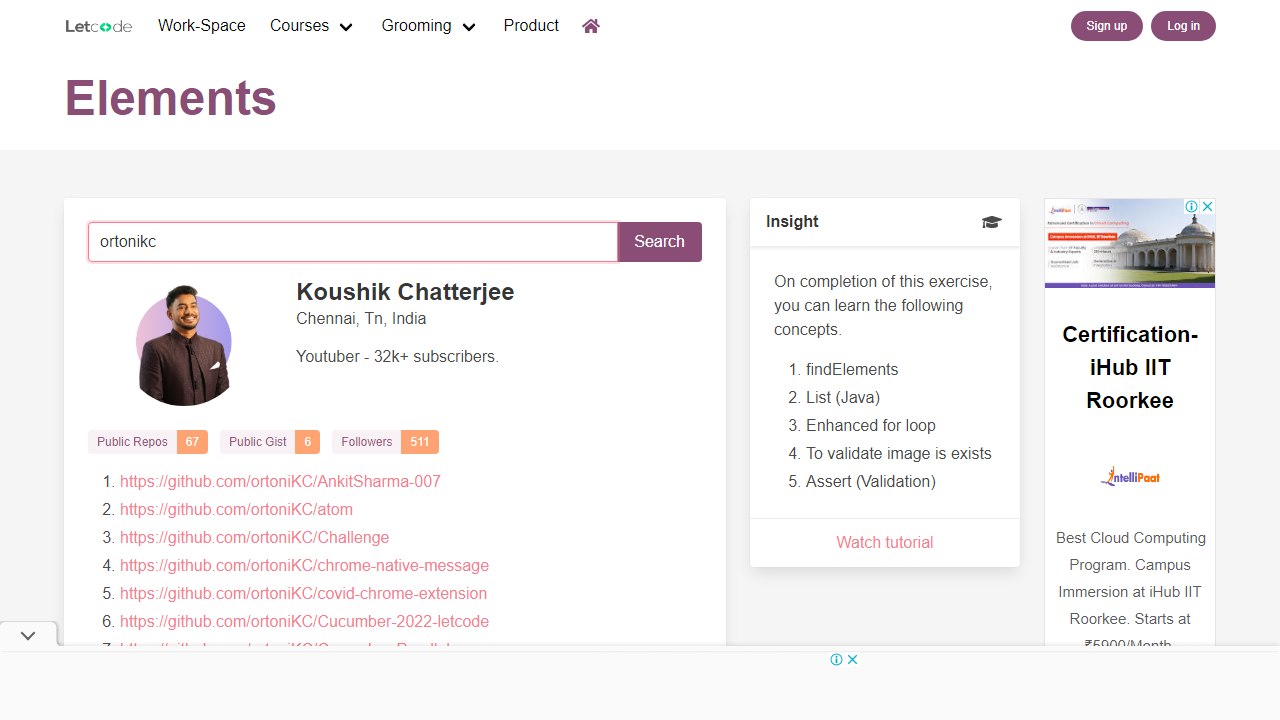 Letcode Work-Space Courses Grooming Product Sign up Log in
Elements
ortonikc Search
Koushik Chatterjee
Chennai, Tn, India
Youtuber - 32k+ subscribers.
Public Repos 67 Public Gist 6 Followers 511
1. https://github.com/ortoniKC/AnkitSharma-007
2. https://github.com/ortoniKC/atom
3. https://github.com/ortoniKC/Challenge
4. https://github.com/ortoniKC/chrome-native-message
5. https://github.com/ortoniKC/covid-chrome-extension
6. https://github.com/ortoniKC/Cucumber-2022-letcode
Insight
On completion of this exercise,
you can learn the following
concepts.
1. findElements
2. List (Java)
3. Enhanced for loop
4. To validate image is exists
5. Assert (Validation)
Watch tutorial
Certification-
iHub IIT
Roorkee
INtelliPaat
Best Cloud Computing
Program. Campus
Immersion at iHub IIT
Roorkee. Starts at
₹5900/Month